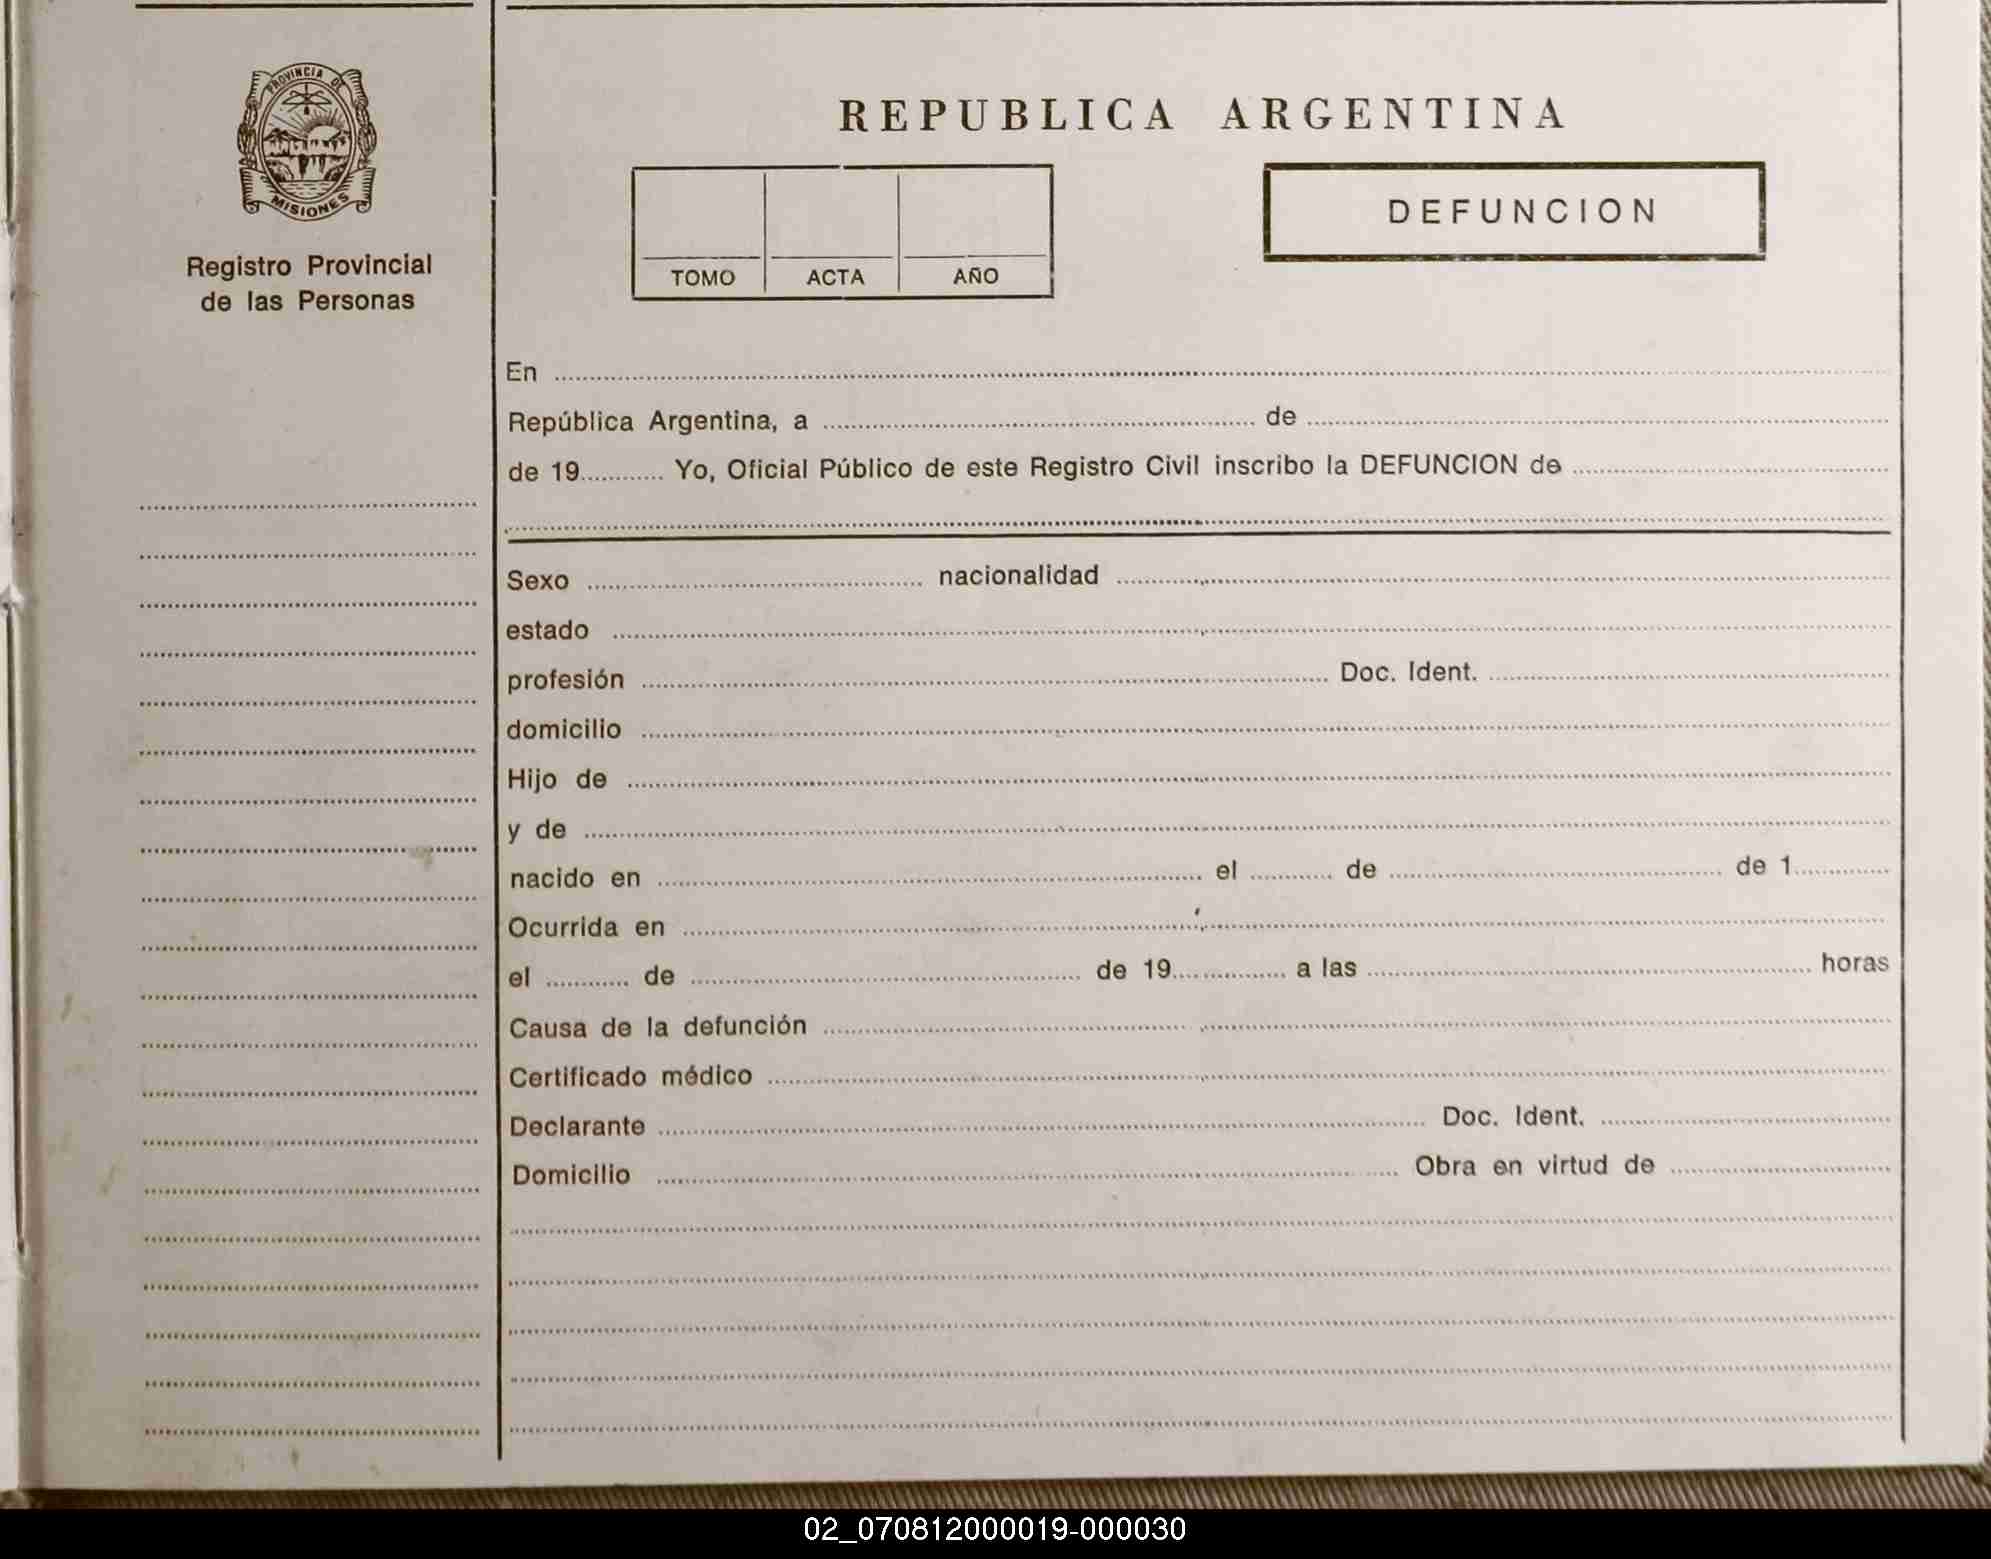 PROVINCIA DE
MISIONES
Registro Provincial
de las Personas
REPUBLICA ARGENTINA
DEFUNCION
TOMO ACTA AÑO
En
República Argentina, a de
de 19 Yo, Oficial Público de este Registro Civil inscribo la DEFUNCION de
Sexo nacionalidad
estado
profesión Doc. Ident.
domicilio
Hijo de
y de
nacido en el de de 1
Ocurrida en
el de de 19 a las horas
Causa de la defunción
Certificado médico
Declarante Doc. Ident.
Domicilio Obra en virtud de
02_070812000019-000030